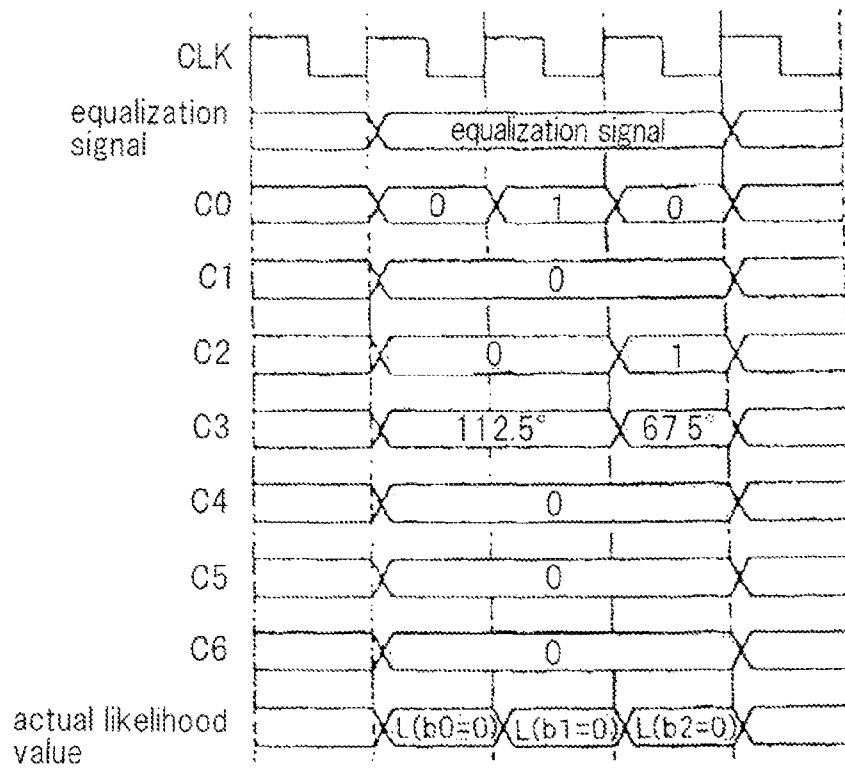 CLK
equalization
signal
equalization signal
C0
0 1 0
C1
0
C2
0 1
C3
112.5° 67.5°
C4
0
C5
0
C6
0
actual likelihood
value
L(b0=0) L(b1=0) L(b2=0)